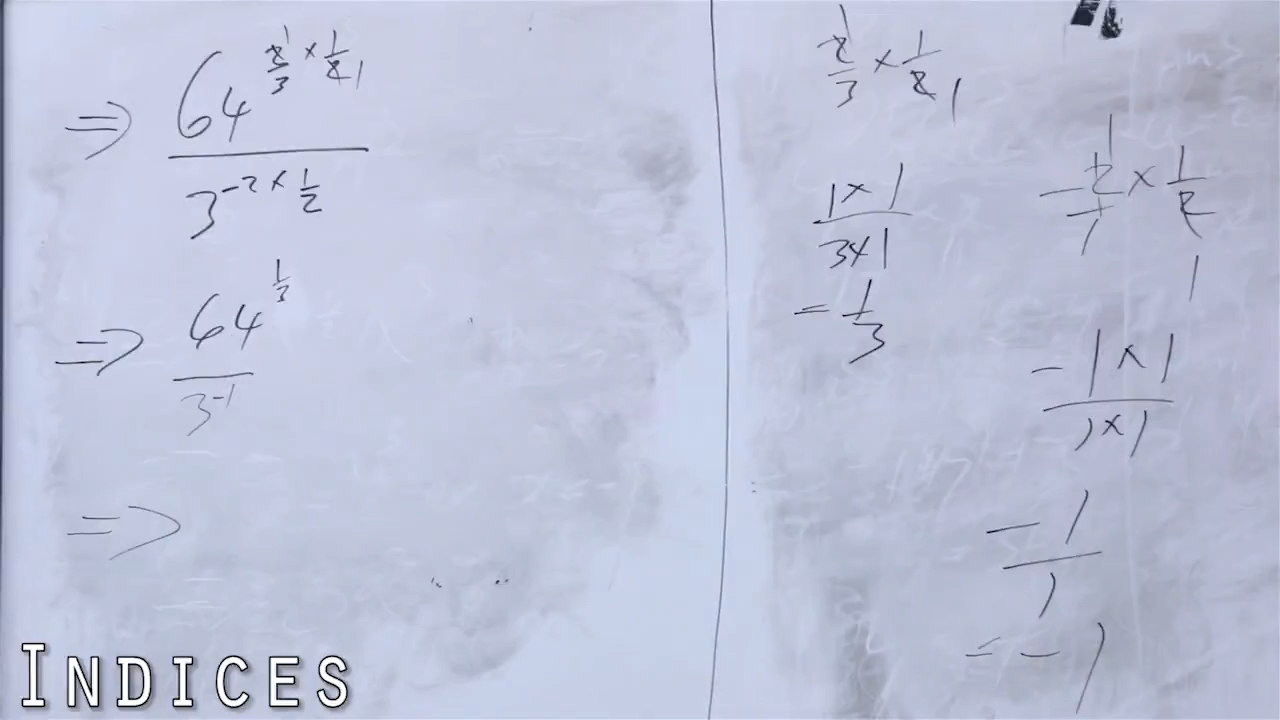 ⇒ 64^(2/3 × 1/2) / 3^(-2 × 1/2)
⇒ 64^(1/3) / 3^(-1)
⇒
2/3 × 1/2
1×1 / 3×1
= 1/3
-2/1 × 1/2
-1×1 / 1×1
-1/1
= -1
INDICES